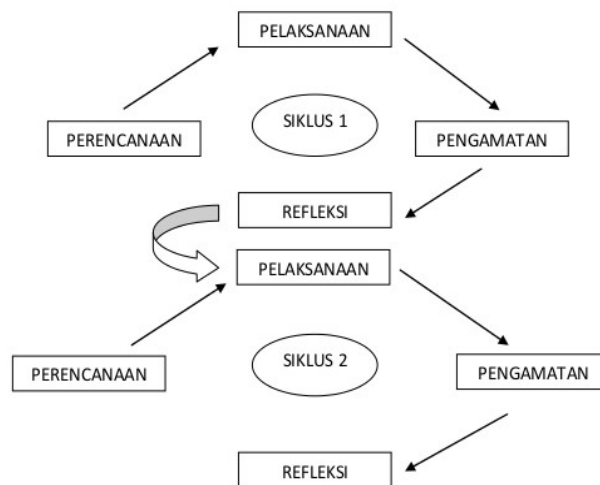 PELAKSANAAN
SIKLUS 1
PERENCANAAN
PENGAMATAN
REFLEKSI
PELAKSANAAN
SIKLUS 2
PERENCANAAN
PENGAMATAN
REFLEKSI